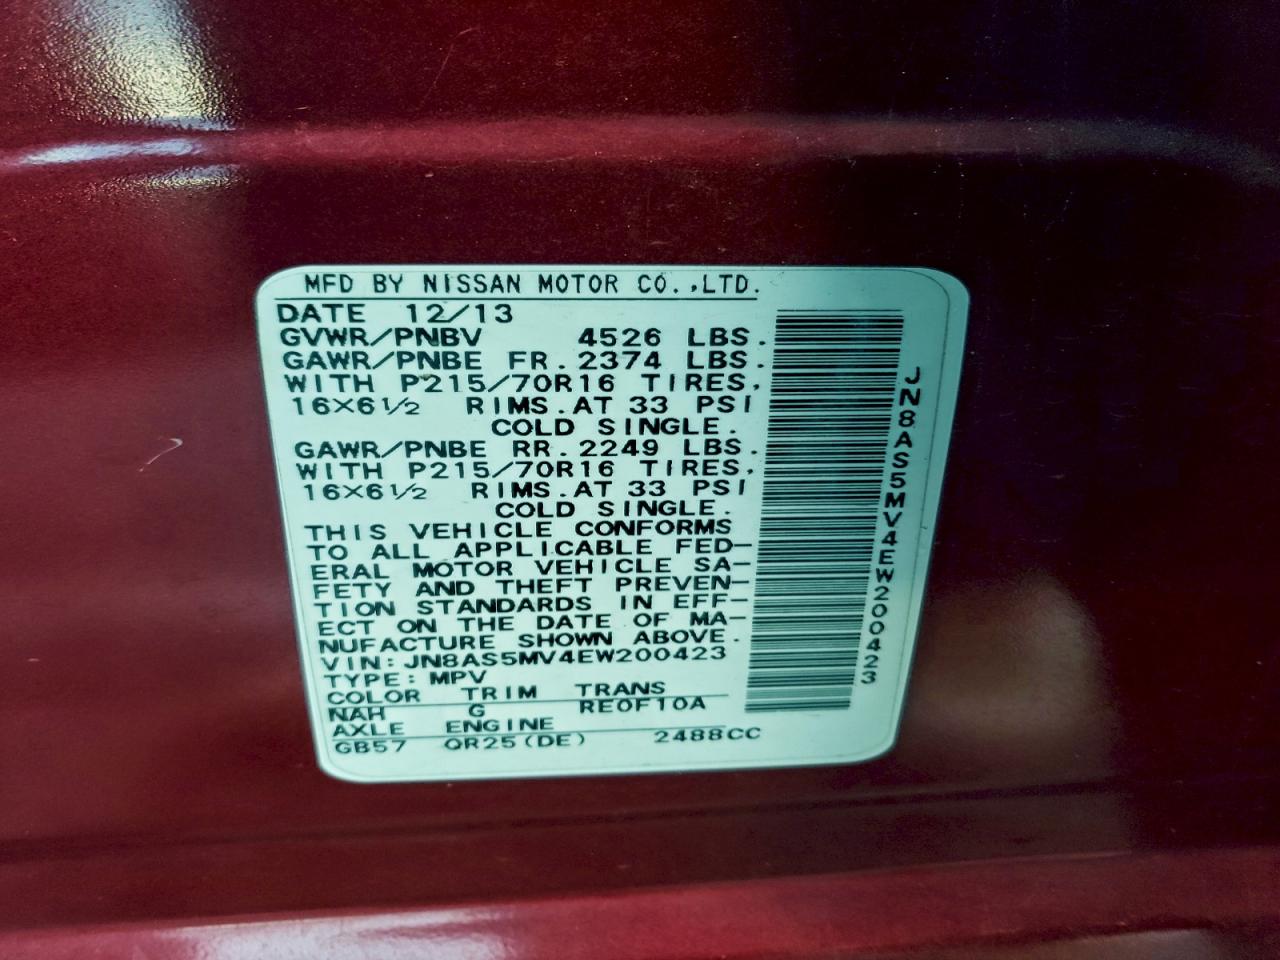 MFD BY NISSAN MOTOR CO.,LTD.
DATE 12/13
GVWR/PNBV 4526 LBS.
GAWR/PNBE FR. 2374 LBS.
WITH P215/70R16 TIRES,
16X6 1/2 RIMS.AT 33 PSI
COLD SINGLE.
GAWR/PNBE RR. 2249 LBS.
WITH P215/70R16 TIRES,
16X6 1/2 RIMS.AT 33 PSI
COLD SINGLE.
THIS VEHICLE CONFORMS
TO ALL APPLICABLE FED-
ERAL MOTOR VEHICLE SA-
FETY AND THEFT PREVEN-
TION STANDARDS IN EFF-
ECT ON THE DATE OF MA-
NUFACTURE SHOWN ABOVE.
VIN: JN8AS5MV4EW200423
TYPE: MPV
COLOR TRIM TRANS
NAH G RE0F10A
AXLE ENGINE
GB57 QR25(DE) 2488CC
JN8AS5MV4EW200423